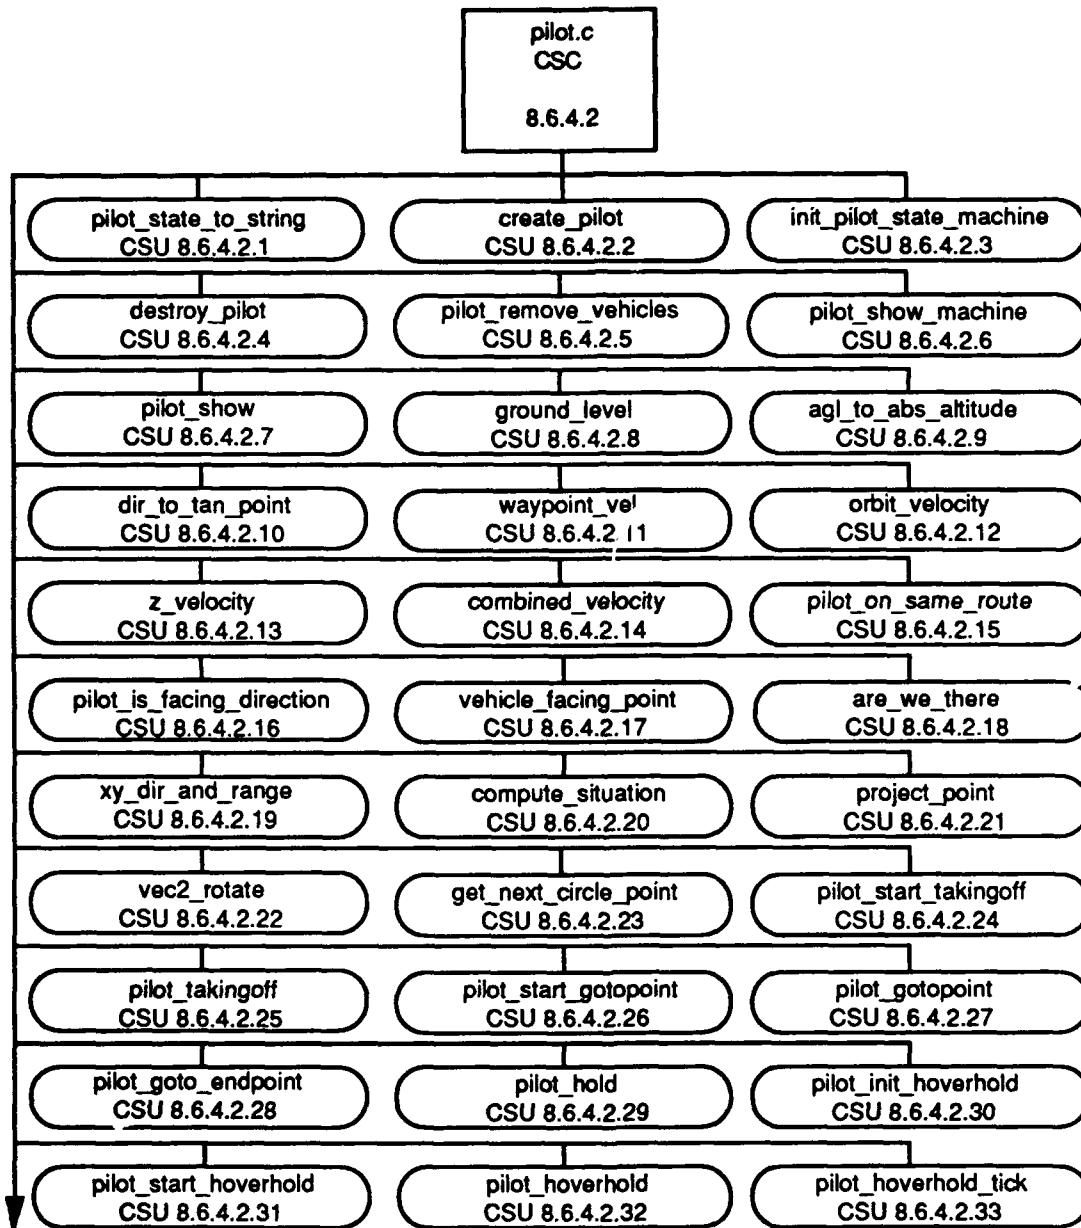 pilot.c
CSC
8.6.4.2
pilot_state_to_string
CSU 8.6.4.2.1
create_pilot
CSU 8.6.4.2.2
init_pilot_state_machine
CSU 8.6.4.2.3
destroy_pilot
CSU 8.6.4.2.4
pilot_remove_vehicles
CSU 8.6.4.2.5
pilot_show_machine
CSU 8.6.4.2.6
pilot_show
CSU 8.6.4.2.7
ground_level
CSU 8.6.4.2.8
agl_to_abs_altitude
CSU 8.6.4.2.9
dir_to_tan_point
CSU 8.6.4.2.10
waypoint_vel
CSU 8.6.4.2.11
orbit_velocity
CSU 8.6.4.2.12
z_velocity
CSU 8.6.4.2.13
combined_velocity
CSU 8.6.4.2.14
pilot_on_same_route
CSU 8.6.4.2.15
pilot_is_facing_direction
CSU 8.6.4.2.16
vehicle_facing_point
CSU 8.6.4.2.17
are_we_there
CSU 8.6.4.2.18
xy_dir_and_range
CSU 8.6.4.2.19
compute_situation
CSU 8.6.4.2.20
project_point
CSU 8.6.4.2.21
vec2_rotate
CSU 8.6.4.2.22
get_next_circle_point
CSU 8.6.4.2.23
pilot_start_takingoff
CSU 8.6.4.2.24
pilot_takingoff
CSU 8.6.4.2.25
pilot_start_gotopoint
CSU 8.6.4.2.26
pilot_gotopoint
CSU 8.6.4.2.27
pilot_goto_endpoint
CSU 8.6.4.2.28
pilot_hold
CSU 8.6.4.2.29
pilot_init_hoverhold
CSU 8.6.4.2.30
pilot_start_hoverhold
CSU 8.6.4.2.31
pilot_hoverhold
CSU 8.6.4.2.32
pilot_hoverhold_tick
CSU 8.6.4.2.33